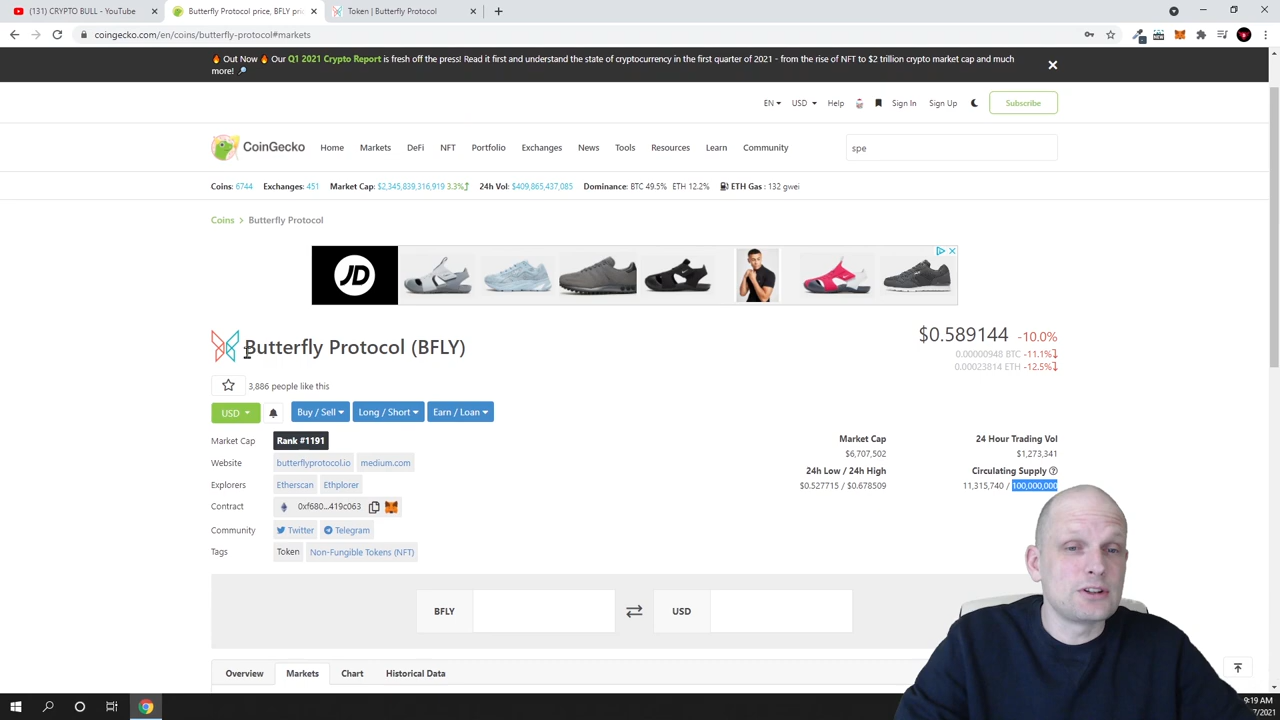 (131) CRYPTO BULL - YouTube
Butterfly Protocol price, BFLY pri
Token | Butterfly Protocol
coingecko.com/en/coins/butterfly-protocol#markets
🔥 Out Now 🔥 Our Q1 2021 Crypto Report is fresh off the press! Read it first and understand the state of cryptocurrency in the first quarter of 2021 - from the rise of NFT to $2 trillion crypto market cap and much
more! 🔎
EN USD Help Sign In Sign Up Subscribe
CoinGecko Home Markets DeFi NFT Portfolio Exchanges News Tools Resources Learn Community spe
Coins: 6744 Exchanges: 451 Market Cap: $2,345,839,316,919 3.3% 24h Vol: $409,865,437,085 Dominance: BTC 49.5% ETH 12.2% ETH Gas: 132 gwei
Coins > Butterfly Protocol
JD
Butterfly Protocol (BFLY)
$0.589144 -10.0%
0.00000948 BTC -11.1%
0.00023814 ETH -12.5%
3,886 people like this
USD Buy / Sell Long / Short Earn / Loan
Market Cap Rank #1191
Website butterflyprotocol.io medium.com
Explorers Etherscan Ethplorer
Contract 0xf680...419c063
Community Twitter Telegram
Tags Token Non-Fungible Tokens (NFT)
Market Cap 24 Hour Trading Vol
$6,707,502 $1,273,341
24h Low / 24h High Circulating Supply
$0.527715 / $0.678509 11,315,740 / 100,000,000
BFLY USD
Overview Markets Chart Historical Data
9:19 AM
7/2021